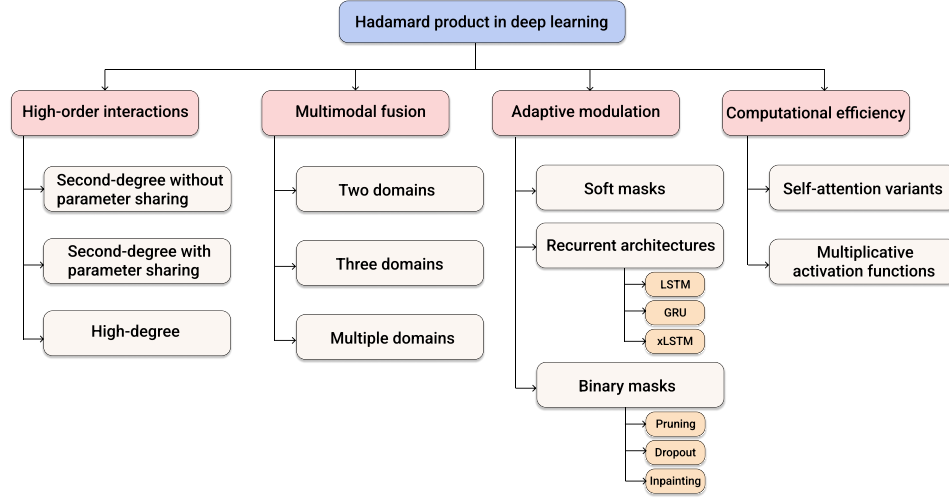 Hadamard product in deep learning
High-order interactions
Second-degree without
parameter sharing
Second-degree with
parameter sharing
High-degree
Multimodal fusion
Two domains
Three domains
Multiple domains
Adaptive modulation
Soft masks
Recurrent architectures
LSTM
GRU
xLSTM
Binary masks
Pruning
Dropout
Inpainting
Computational efficiency
Self-attention variants
Multiplicative
activation functions